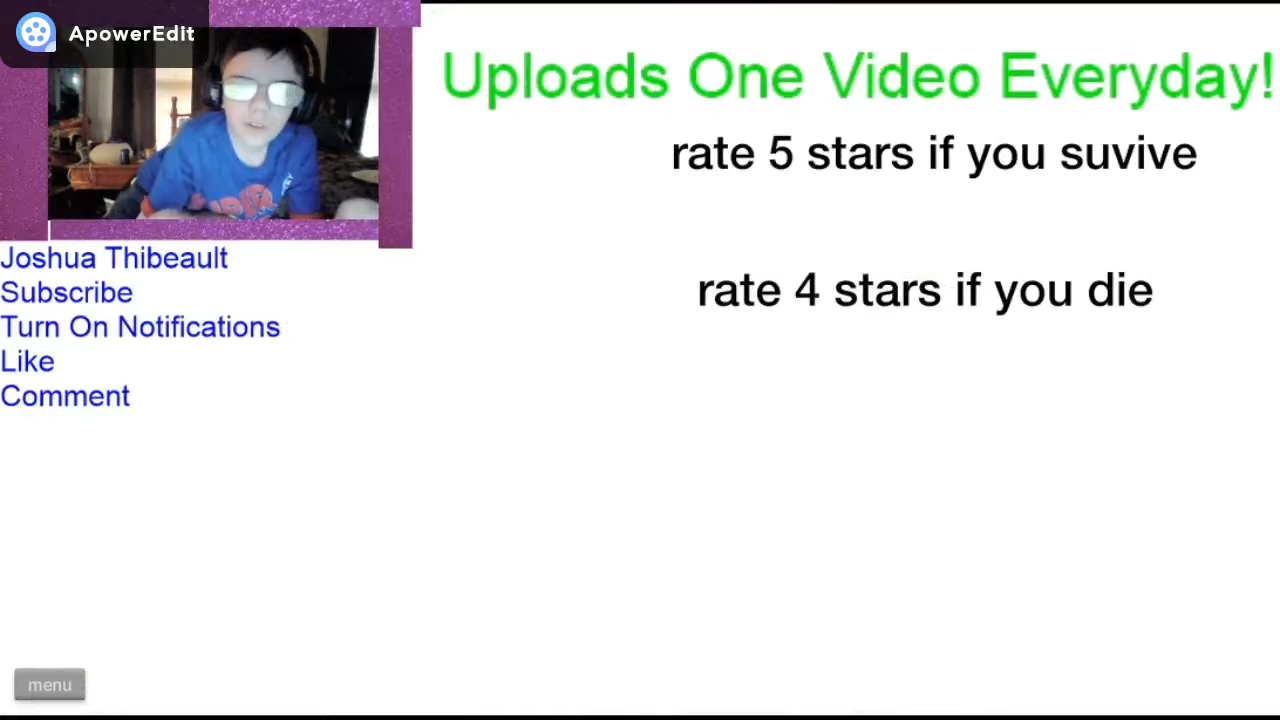 ApowerEdit
Uploads One Video Everyday!
rate 5 stars if you suvive
rate 4 stars if you die
Joshua Thibeault
Subscribe
Turn On Notifications
Like
Comment
menu